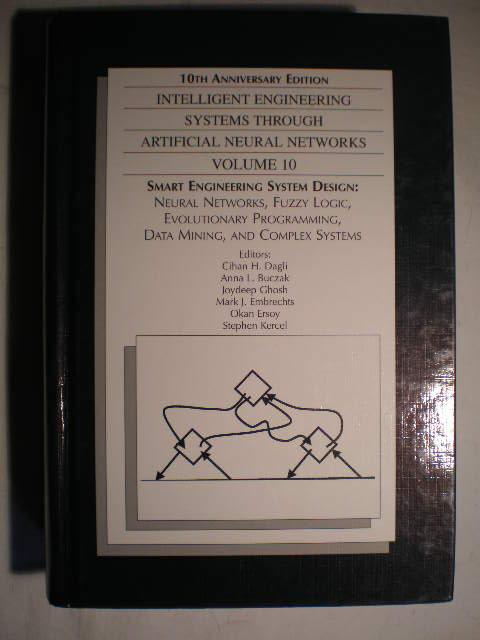 10TH ANNIVERSARY EDITION
INTELLIGENT ENGINEERING
SYSTEMS THROUGH
ARTIFICIAL NEURAL NETWORKS
VOLUME 10
SMART ENGINEERING SYSTEM DESIGN:
NEURAL NETWORKS, FUZZY LOGIC,
EVOLUTIONARY PROGRAMMING,
DATA MINING, AND COMPLEX SYSTEMS
Editors:
Cihan H. Dagli
Anna L. Buczak
Joydeep Ghosh
Mark J. Embrechts
Okan Ersoy
Stephen Kercel